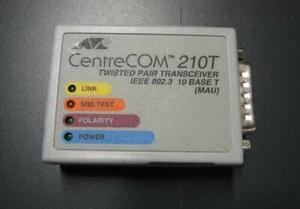 CentreCOM™ 210T
TWISTED PAIR TRANSCEIVER
IEEE 802.3 10 BASE T
(MAU)
LINK
SQE TEST
POLARITY
POWER